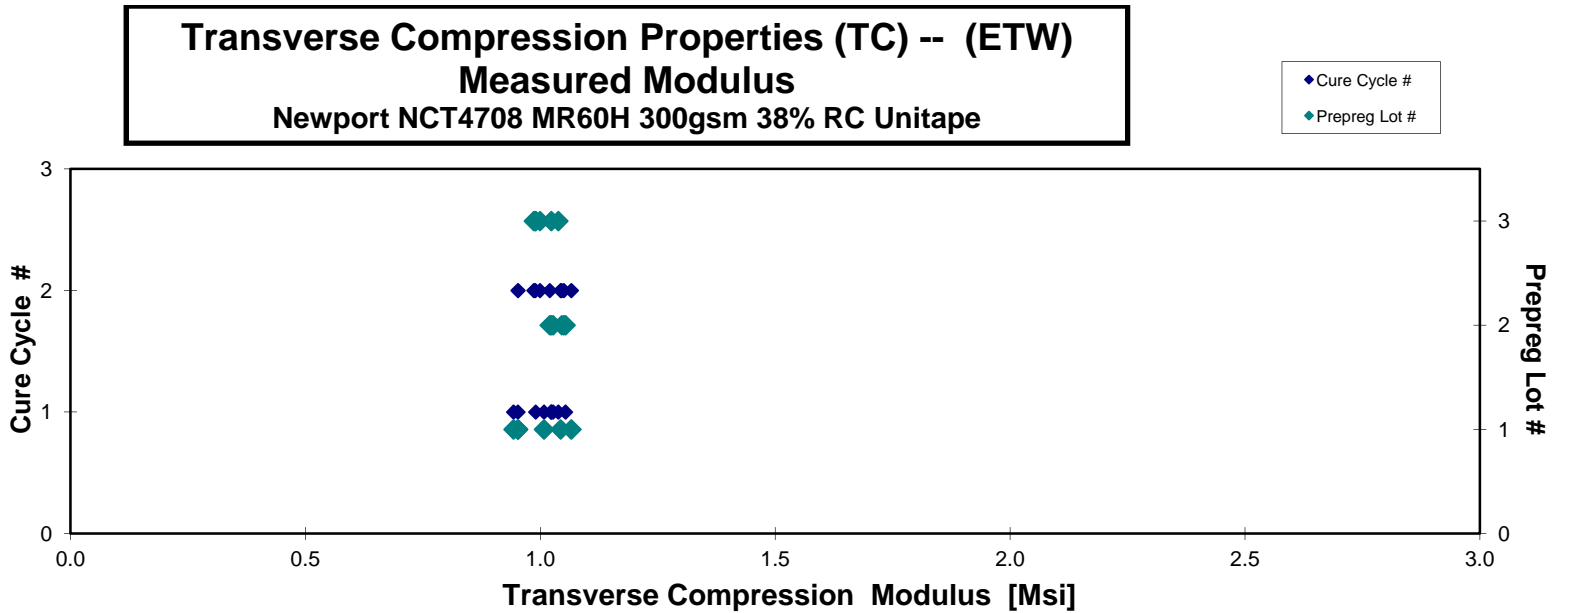 Transverse Compression Properties (TC) --  (ETW)
Measured Modulus
Newport NCT4708 MR60H 300gsm 38% RC Unitape
Cure Cycle #
Prepreg Lot #
3
2
1
0
Cure Cycle  #
3
2
1
0
Prepreg Lot #
0.0 0.5 1.0 1.5 2.0 2.5 3.0
Transverse Compression  Modulus  [Msi]